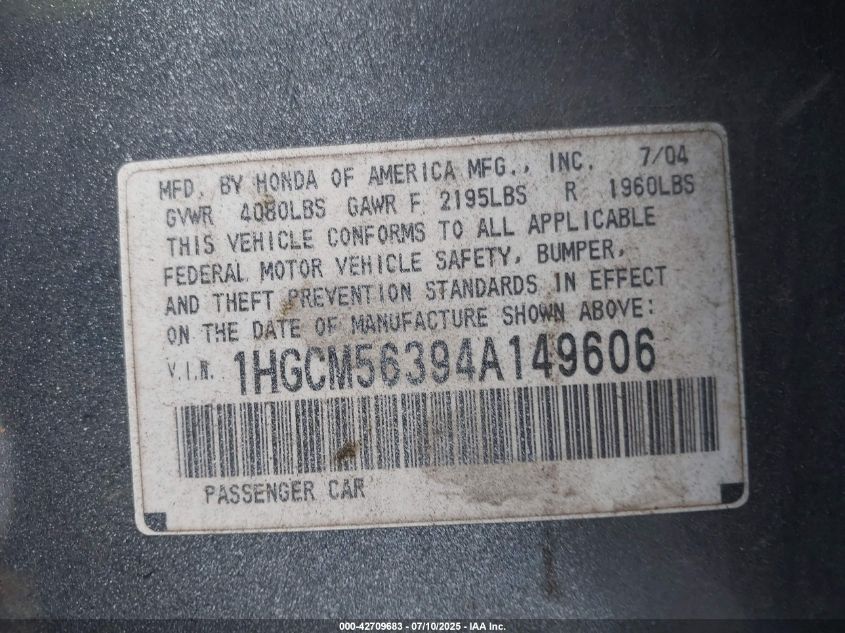 MFD. BY HONDA OF AMERICA MFG., INC. 7/04
GVWR 4080LBS GAWR F 2195LBS R 1960LBS
THIS VEHICLE CONFORMS TO ALL APPLICABLE
FEDERAL MOTOR VEHICLE SAFETY, BUMPER,
AND THEFT PREVENTION STANDARDS IN EFFECT
ON THE DATE OF MANUFACTURE SHOWN ABOVE:
V.I.N. 1HGCM56394A149606
PASSENGER CAR
000-42709683 - 07/10/2025 - IAA Inc.